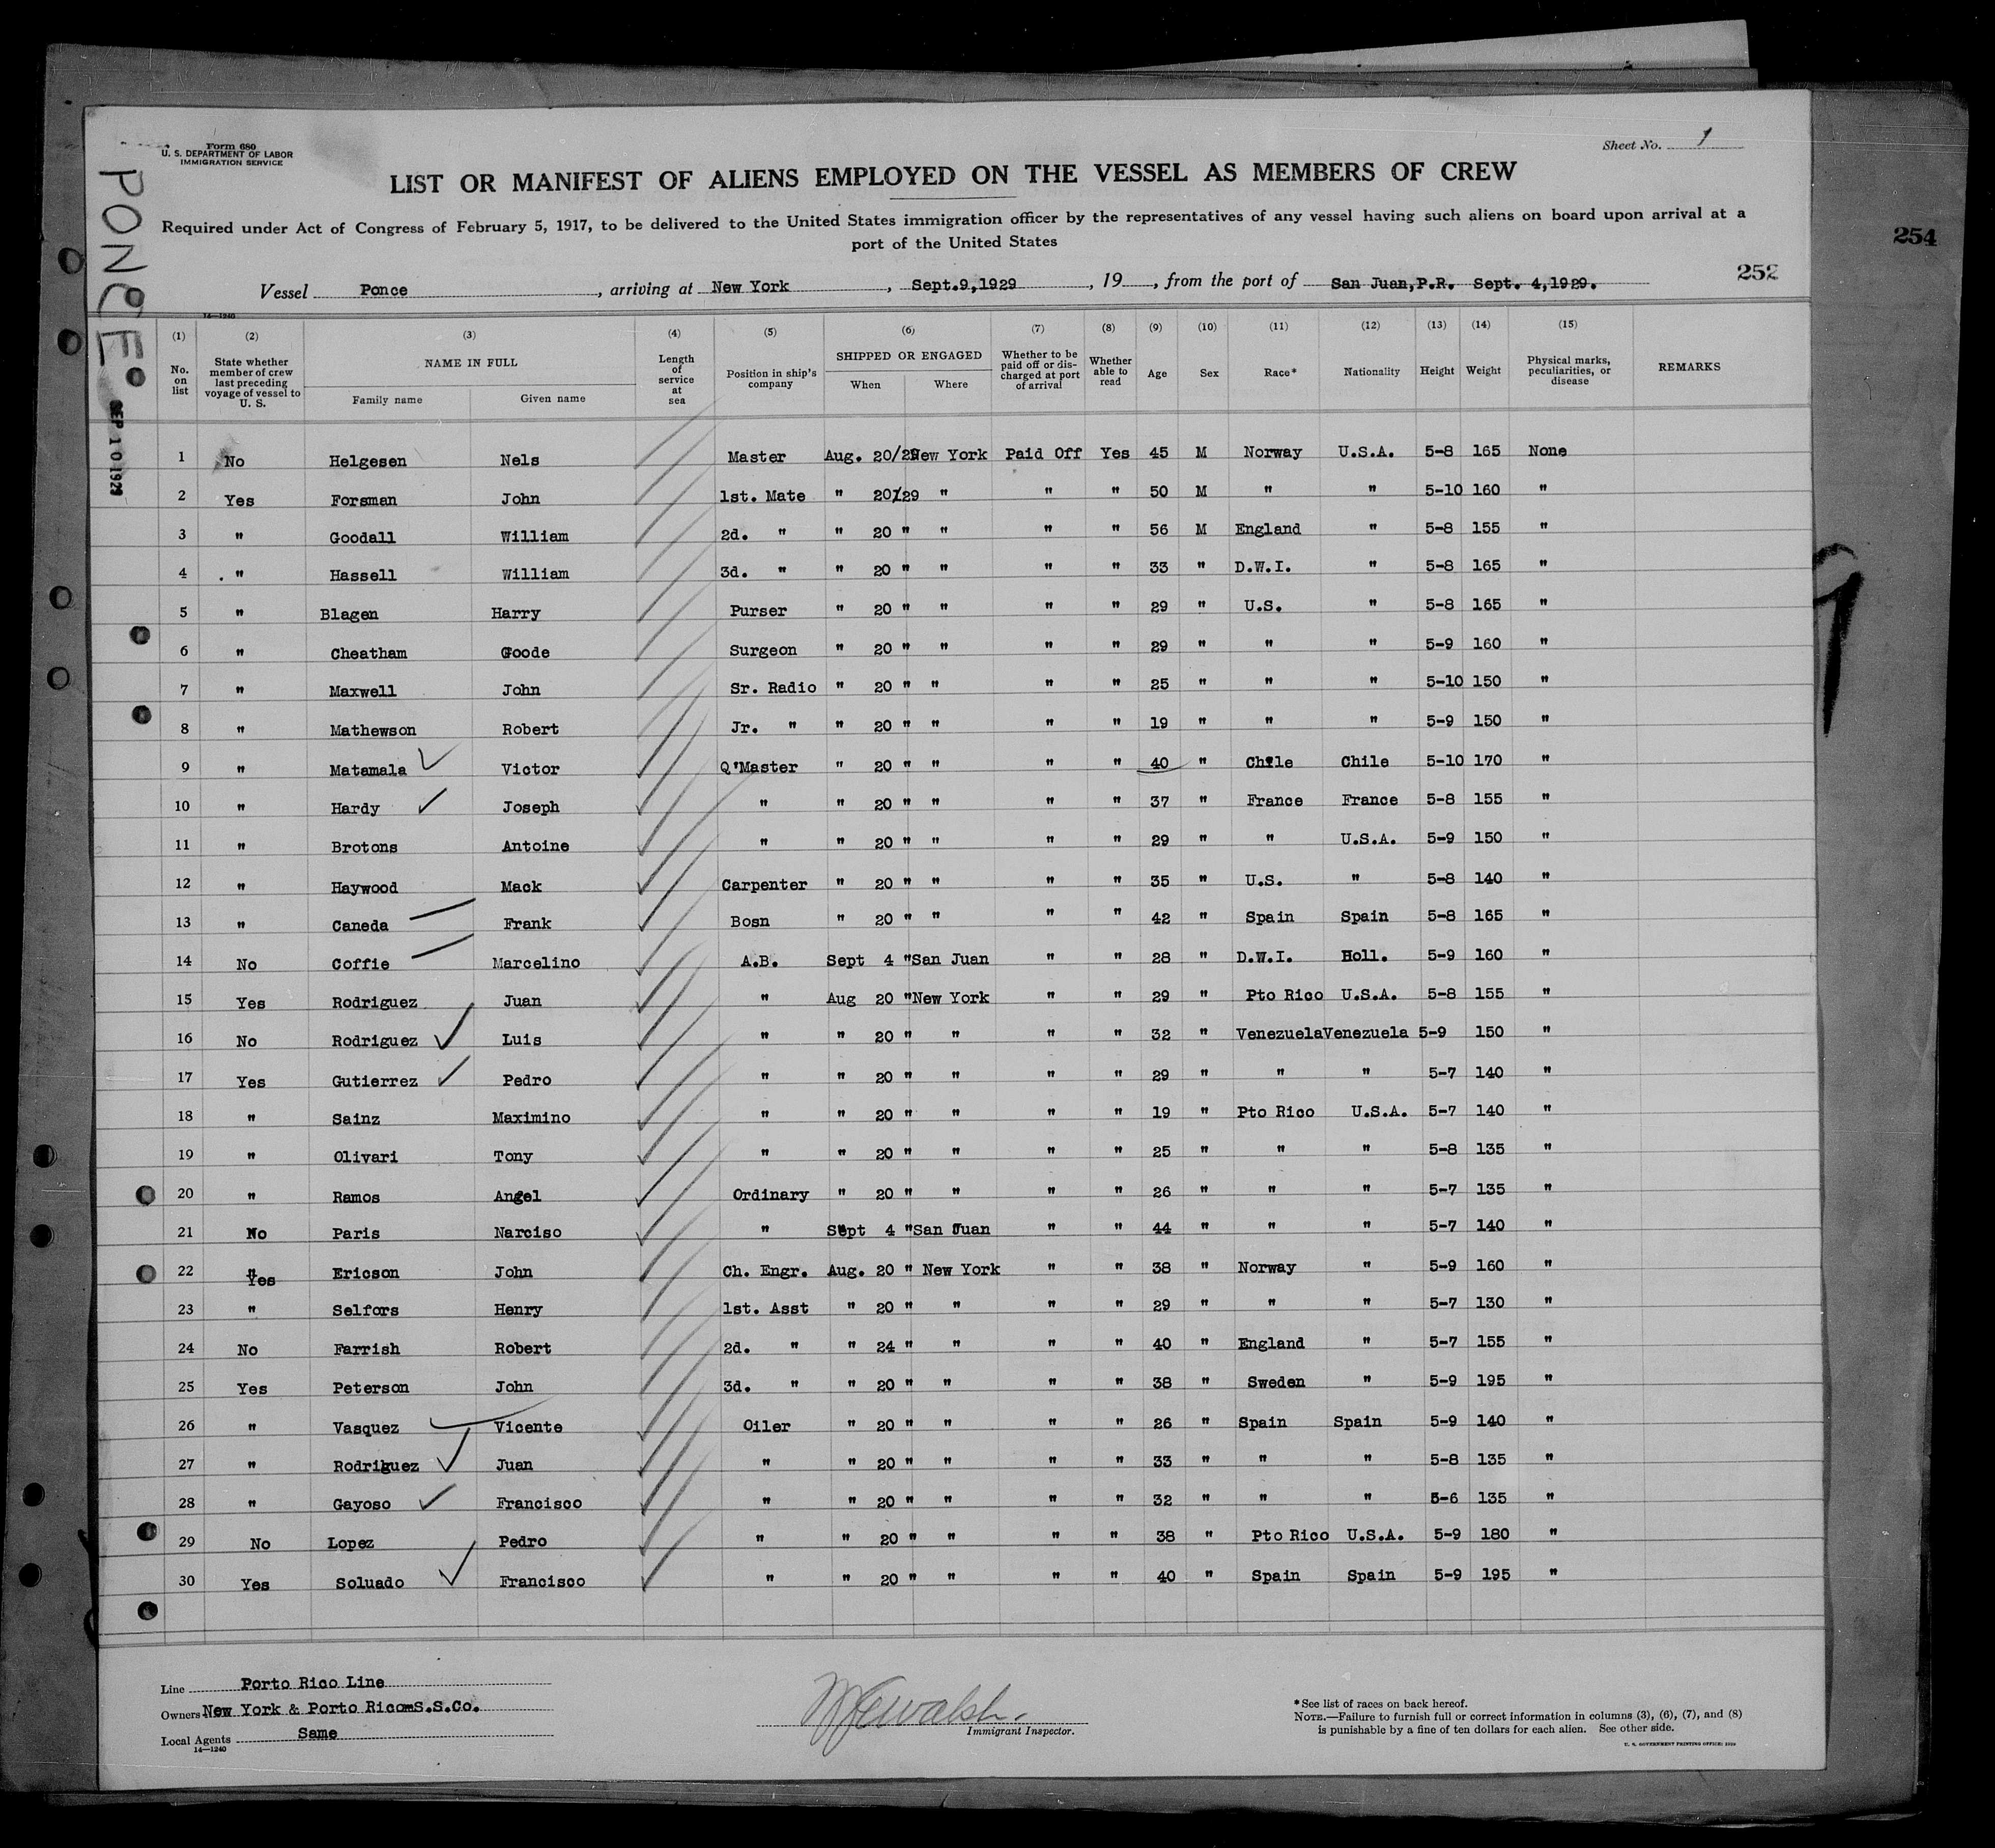 Form 680
U. S. DEPARTMENT OF LABOR
IMMIGRATION SERVICE
Sheet No. 1
LIST OR MANIFEST OF ALIENS EMPLOYED ON THE VESSEL AS MEMBERS OF CREW
Required under Act of Congress of February 5, 1917, to be delivered to the United States immigration officer by the representatives of any vessel having such aliens on board upon arrival at a
port of the United States
254
252
PONCE
SEP 10 1929
Vessel Ponce, arriving at New York, Sept.9,1929, 19, from the port of San Juan,P.R. Sept. 4,1929.
14—1240
(1) (2) (3) (4) (5) (6) (7) (8) (9) (10) (11) (12) (13) (14) (15)
No. on list State whether member of crew last preceding voyage of vessel to U. S. NAME IN FULL Family name Given name Length of service at sea Position in ship's company SHIPPED OR ENGAGED When Where Whether to be paid off or discharged at port of arrival Whether able to read Age Sex Race* Nationality Height Weight Physical marks, peculiarities, or disease REMARKS
1 No Helgesen Nels Master Aug. 20/29 New York Paid Off Yes 45 M Norway U.S.A. 5-8 165 None
2 Yes Forsman John 1st. Mate " 20/29 " " " 50 M " " 5-10 160 "
3 " Goodall William 2d. " " 20 " " " " 56 M England " 5-8 155 "
4 " Hassell William 3d. " " 20 " " " " 33 " D.W.I. " 5-8 165 "
5 " Blagen Harry Purser " 20 " " " " 29 " U.S. " 5-8 165 "
6 " Cheatham Goode Surgeon " 20 " " " " 29 " " " 5-9 160 "
7 " Maxwell John Sr. Radio " 20 " " " " 25 " " " 5-10 150 "
8 " Mathewson Robert Jr. " " 20 " " " " 19 " " " 5-9 150 "
9 " Matamala Victor Q'Master " 20 " " " " 40 " Chile Chile 5-10 170 "
10 " Hardy Joseph " " 20 " " " " 37 " France France 5-8 155 "
11 " Brotons Antoine " " 20 " " " " 29 " " U.S.A. 5-9 150 "
12 " Haywood Mack Carpenter " 20 " " " " 35 " U.S. " 5-8 140 "
13 " Caneda Frank Bosn " 20 " " " " 42 " Spain Spain 5-8 165 "
14 No Coffie Marcelino A.B. Sept 4 " San Juan " " 28 " D.W.I. Holl. 5-9 160 "
15 Yes Rodriguez Juan " Aug 20 " New York " " 29 " Pto Rico U.S.A. 5-8 155 "
16 No Rodriguez Luis " " 20 " " " " 32 " Venezuela Venezuela 5-9 150 "
17 Yes Gutierrez Pedro " " 20 " " " " 29 " " " 5-7 140 "
18 " Sainz Maximino " " 20 " " " " 19 " Pto Rico U.S.A. 5-7 140 "
19 " Olivari Tony " " 20 " " " " 25 " " " 5-8 135 "
20 " Ramos Angel Ordinary " 20 " " " " 26 " " " 5-7 135 "
21 No Paris Narciso " Sept 4 " San Juan " " 44 " " " 5-7 140 "
22 " Yes Ericson John Ch. Engr. Aug. 20 " New York " " 38 " Norway " 5-9 160 "
23 " Selfors Henry 1st. Asst " 20 " " " " 29 " " " 5-7 130 "
24 No Farrish Robert 2d. " " 24 " " " " 40 " England " 5-7 155 "
25 Yes Peterson John 3d. " " 20 " " " " 38 " Sweden " 5-9 195 "
26 " Vasquez Vicente Oiler " 20 " " " " 26 " Spain Spain 5-9 140 "
27 " Rodriguez Juan " " 20 " " " " 33 " " " 5-8 135 "
28 " Gayoso Francisco " " 20 " " " " 32 " " " 5-6 135 "
29 No Lopez Pedro " " 20 " " " " 38 " Pto Rico U.S.A. 5-9 180 "
30 Yes Soluado Francisco " " 20 " " " " 40 " Spain Spain 5-9 195 "
Line Porto Rico Line
Owners New York & Porto Rico S.S.Co.
Local Agents Same
14—1240
Walsh.
Immigrant Inspector.
*See list of races on back hereof.
NOTE.—Failure to furnish full or correct information in columns (3), (6), (7), and (8)
is punishable by a fine of ten dollars for each alien. See other side.
U. S. GOVERNMENT PRINTING OFFICE: 1929